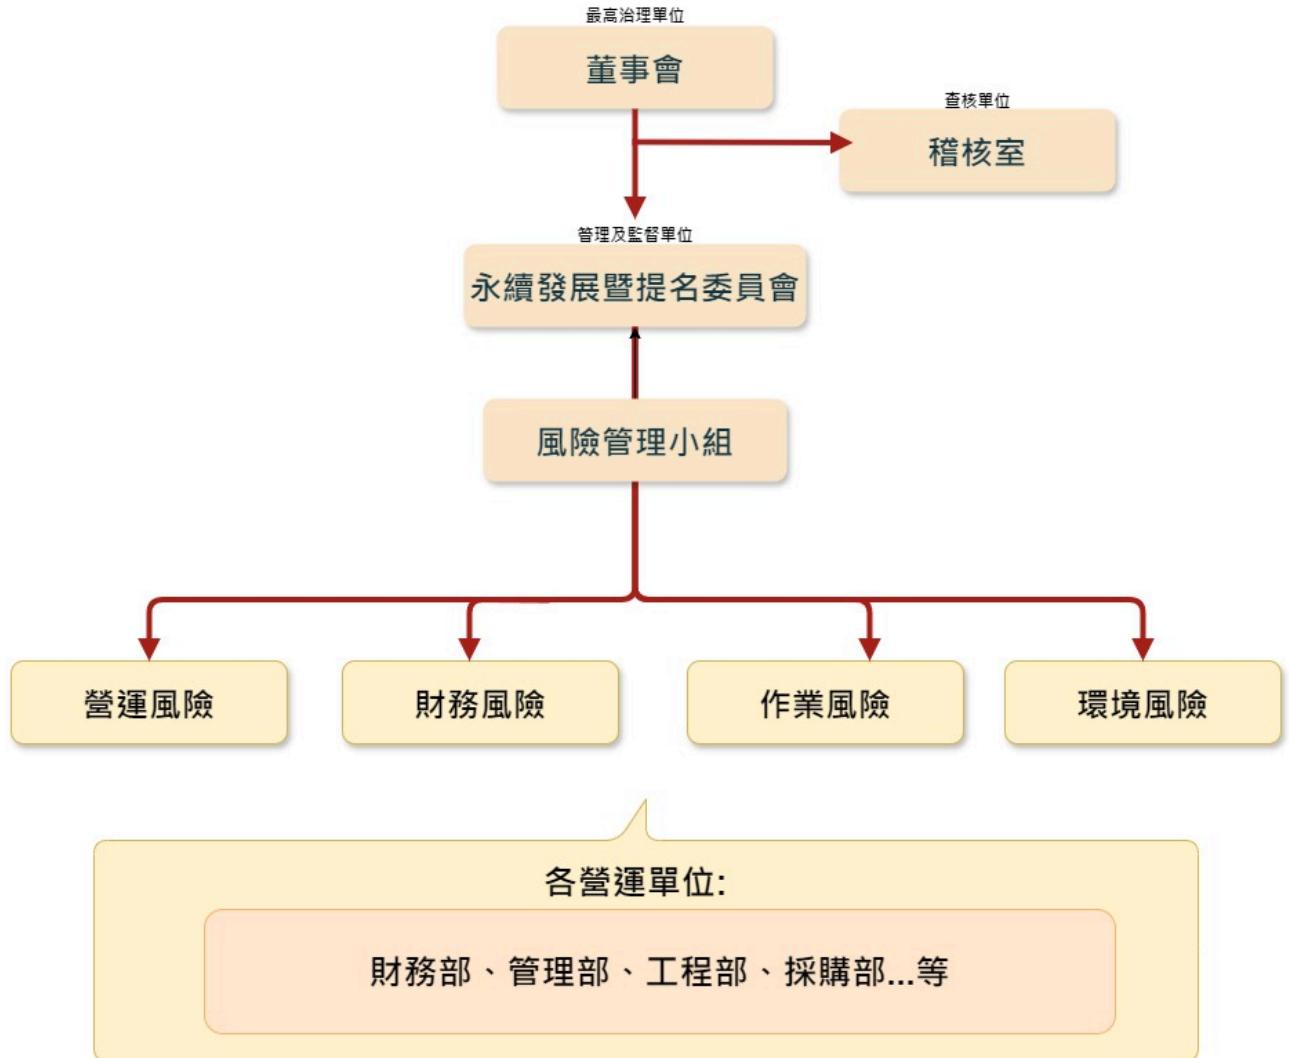 最高治理單位
董事會
查核單位
稽核室
管理及監督單位
永續發展暨提名委員會
風險管理小組
營運風險
財務風險
作業風險
環境風險
各營運單位:
財務部、管理部、工程部、採購部...等